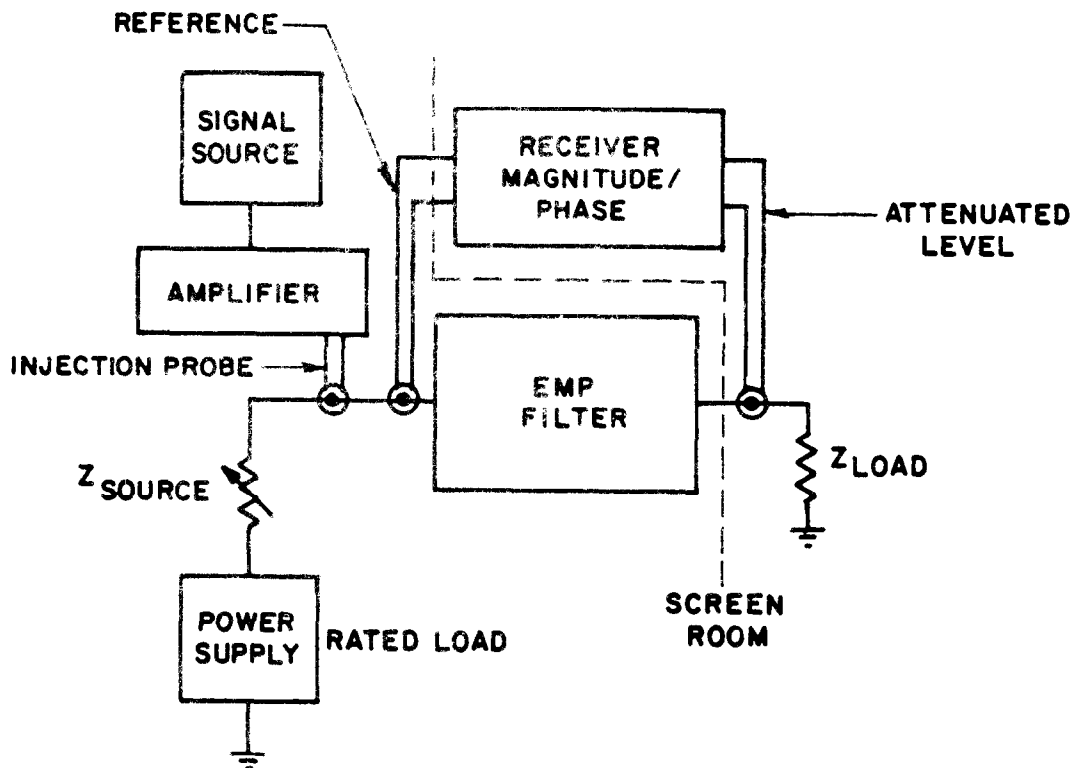 REFERENCE
SIGNAL
SOURCE
RECEIVER
MAGNITUDE/
PHASE
ATTENUATED
LEVEL
AMPLIFIER
INJECTION PROBE
EMP
FILTER
Z SOURCE
Z LOAD
POWER
SUPPLY
RATED LOAD
SCREEN
ROOM